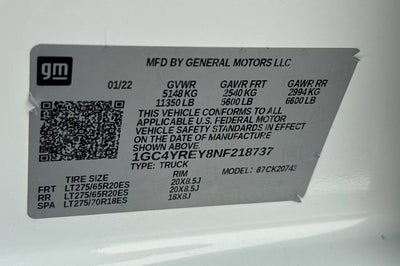 gm
MFD BY GENERAL MOTORS LLC
01/22 GVWR GAWR FRT GAWR RR
5148 KG 2540 KG 2994 KG
11350 LB 5600 LB 6600 LB
THIS VEHICLE CONFORMS TO ALL
APPLICABLE U.S. FEDERAL MOTOR
VEHICLE SAFETY STANDARDS IN EFFECT
ON THE DATE OF MANUFACTURE
SHOWN ABOVE.
1GC4YREY8NF218737
TYPE: TRUCK MODEL: 87CK20743
TIRE SIZE RIM
FRT LT275/65R20ES 20X8.5J
RR LT275/65R20ES 20X8.5J
SPA LT275/70R18ES 18X8J